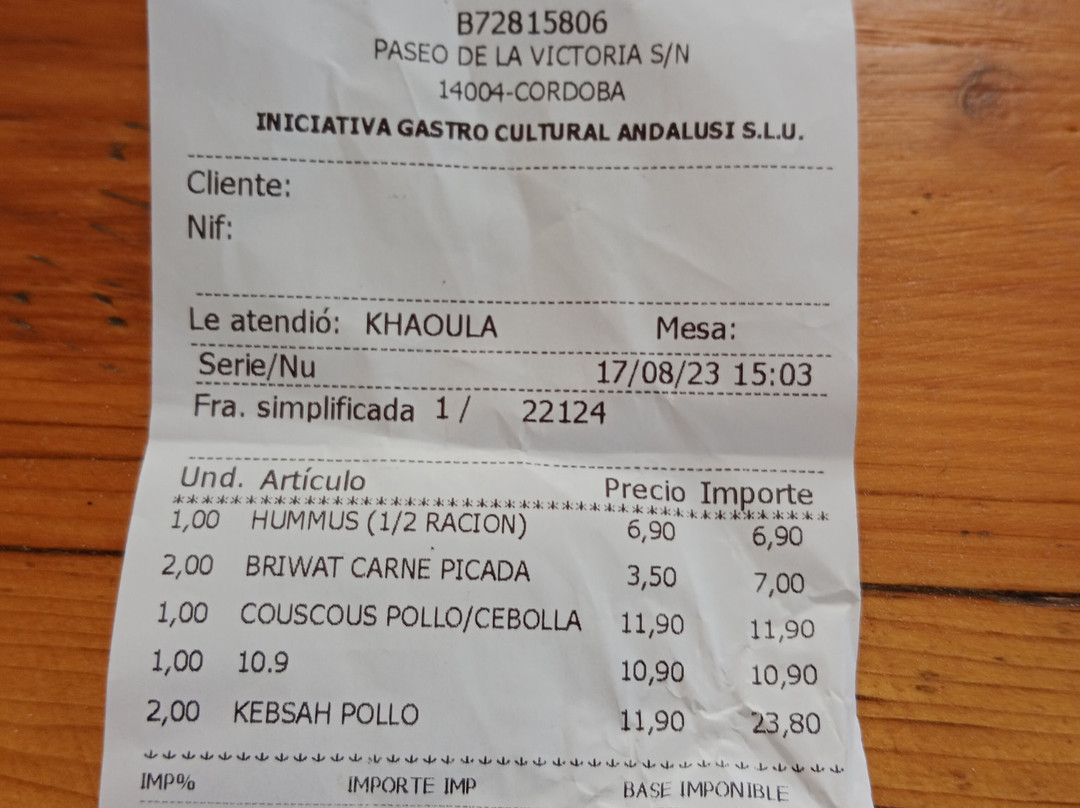 B72815806
PASEO DE LA VICTORIA S/N
14004-CORDOBA
INICIATIVA GASTRO CULTURAL ANDALUSI S.L.U.
Cliente:
Nif:
Le atendió: KHAOULA Mesa:
Serie/Nu 17/08/23 15:03
Fra. simplificada 1 / 22124
Und. Artículo Precio Importe
1,00 HUMMUS (1/2 RACION) 6,90 6,90
2,00 BRIWAT CARNE PICADA 3,50 7,00
1,00 COUSCOUS POLLO/CEBOLLA 11,90 11,90
1,00 10.9 10,90 10,90
2,00 KEBSAH POLLO 11,90 23,80
IMP% IMPORTE IMP BASE IMPONIBLE